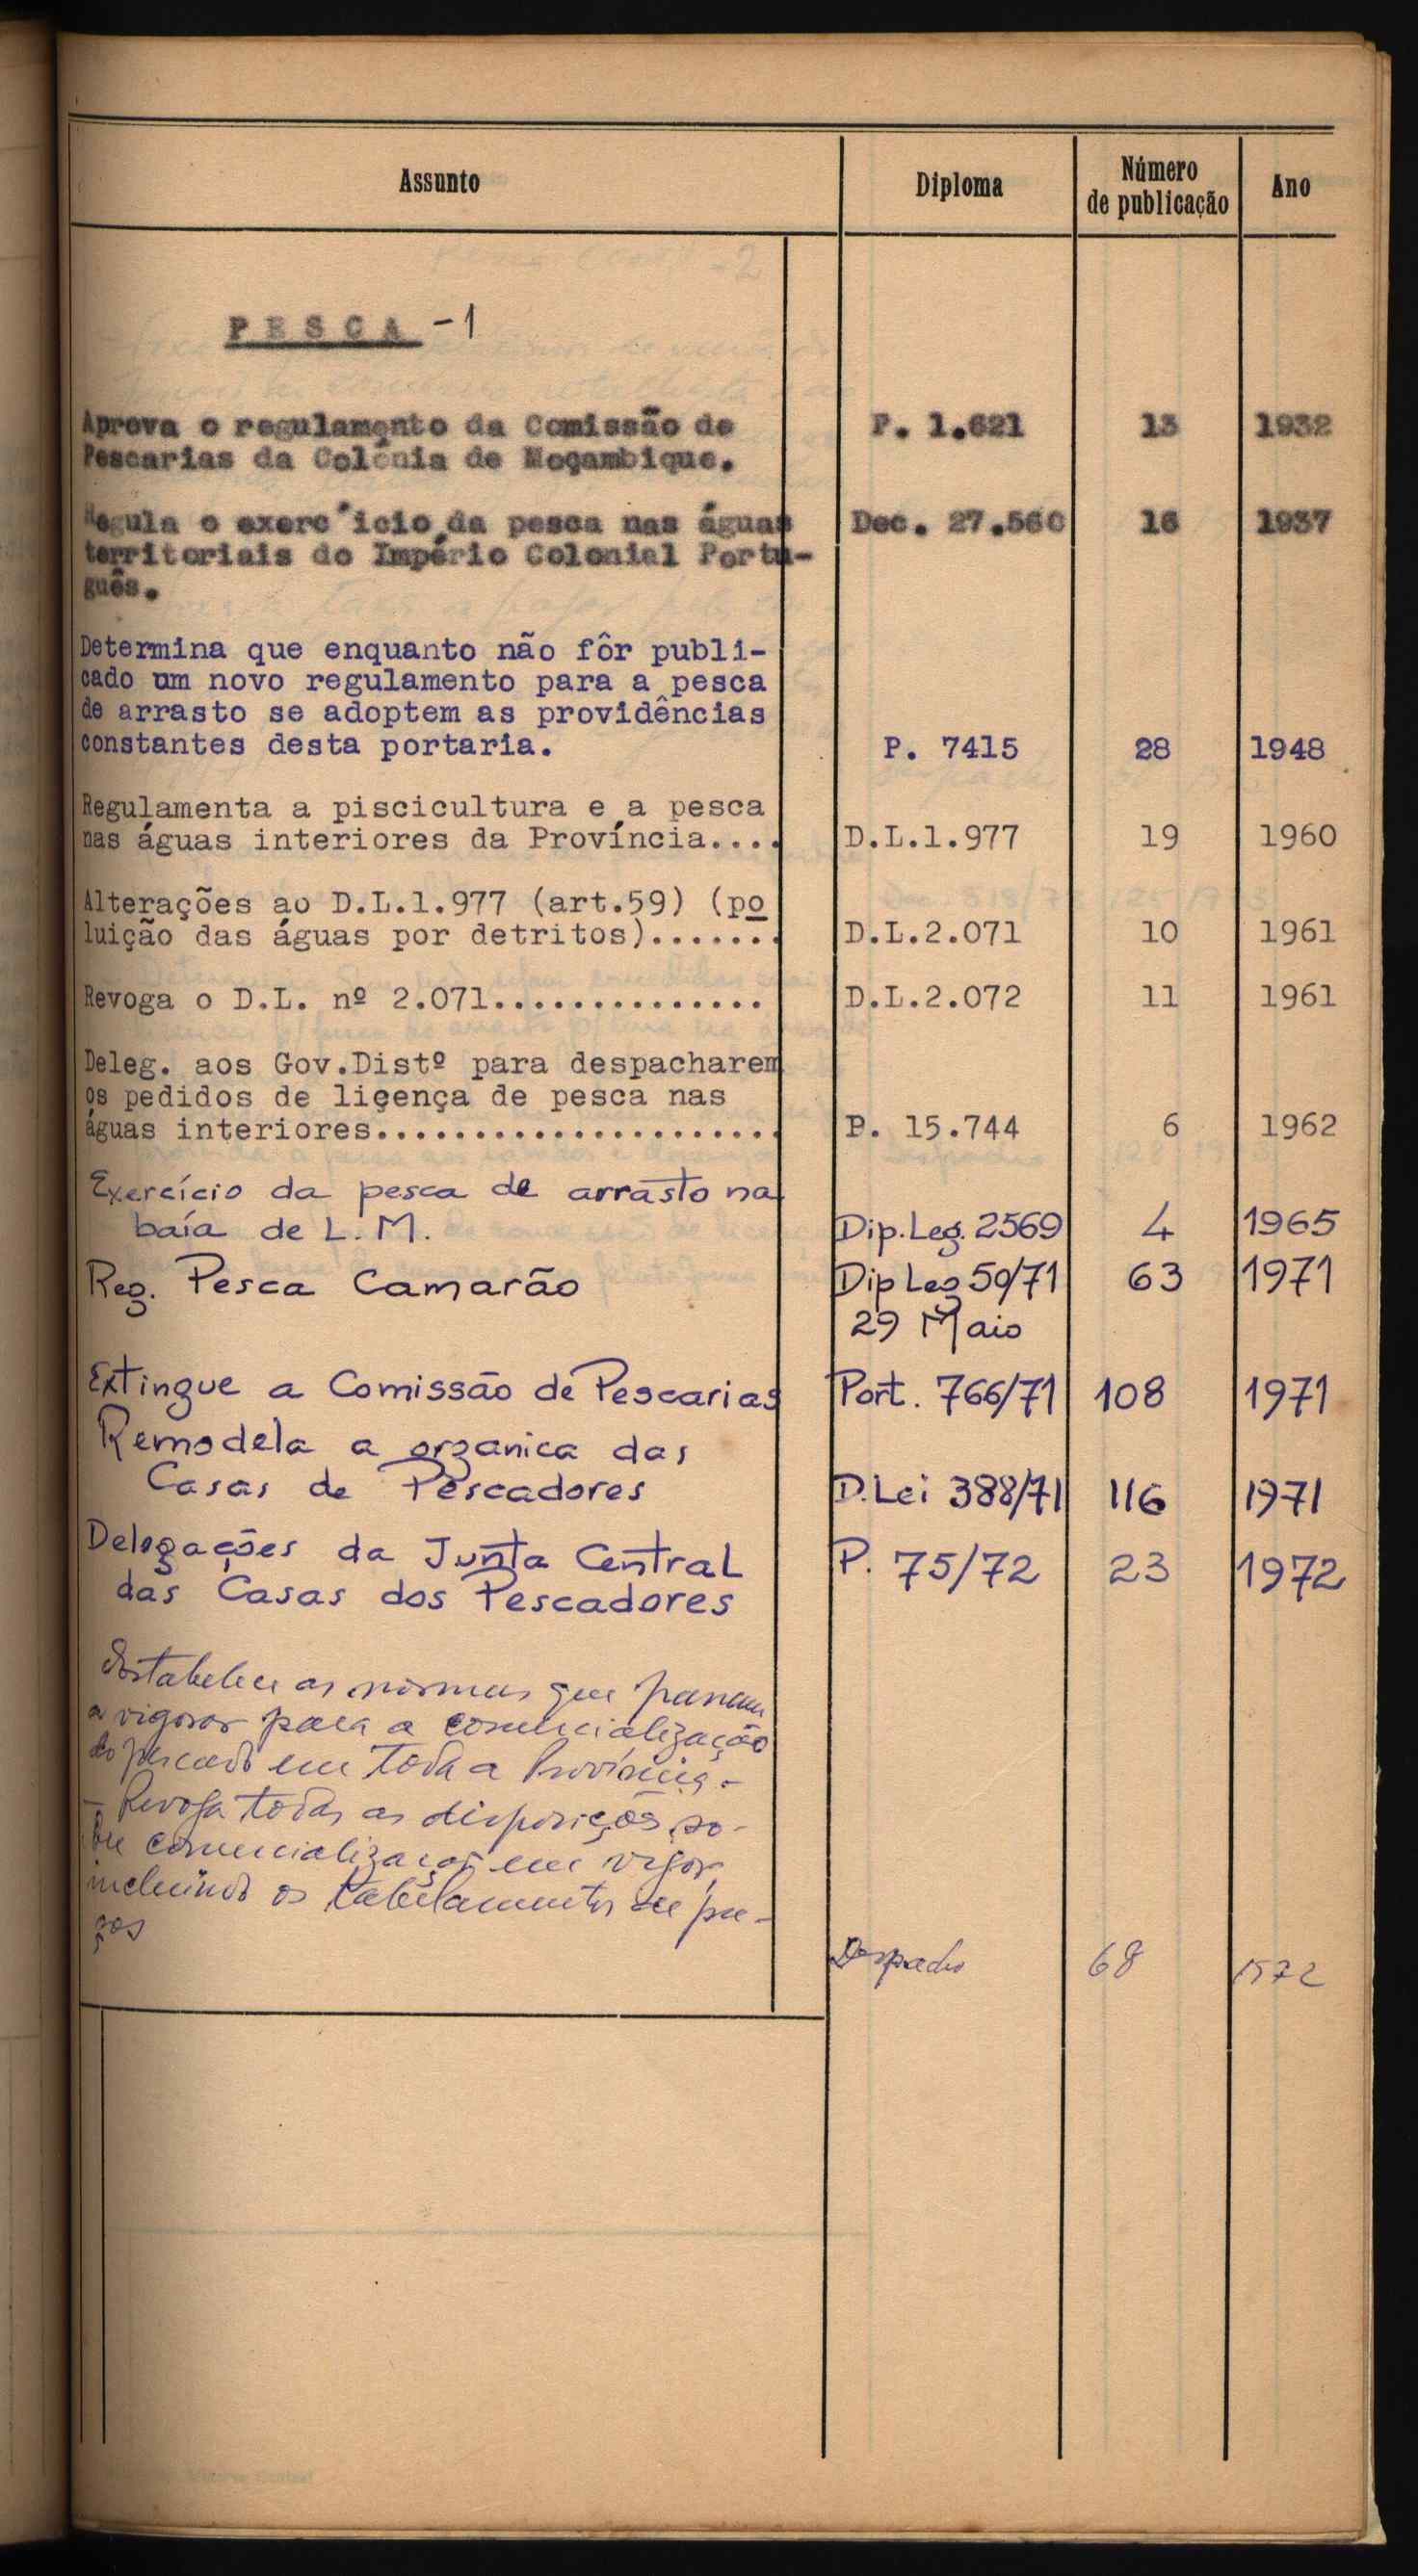 Assunto Diploma Número de publicação Ano
PESCA -1
Aprova o regulamento da Comissão de P. 1.621 13 1932
Pescarias da Colónia de Moçambique.
Regula o exerc´icio da pesca nas águas Dec. 27.560 16 1937
territoriais do Império Colonial Portu-
guês.
Determina que enquanto não fôr publi-
cado um novo regulamento para a pesca
de arrasto se adoptem as providências
constantes desta portaria. P. 7415 28 1948
Regulamenta a piscicultura e a pesca
nas águas interiores da Província.... D.L.1.977 19 1960
Alterações ao D.L.1.977 (art.59) (po
luição das águas por detritos)....... D.L.2.071 10 1961
Revoga o D.L. nº 2.071.............. D.L.2.072 11 1961
Deleg. aos Gov.Distº para despacharem
os pedidos de liçença de pesca nas
águas interiores..................... P. 15.744 6 1962
Exercício da pesca de arrasto na
baía de L. M. Dip.Leg. 2569 4 1965
Reg. Pesca Camarão Dip Leg 50/71 63 1971
29 Maio
Extingue a Comissão de Pescarias Port. 766/71 108 1971
Remodela a organica das
Casas de Pescadores D.Lei 388/71 116 1971
Delegações da Junta Central P. 75/72 23 1972
das Casas dos Pescadores
Estabelece as normas que passam
a vigorar para a comercialização
do pescado em toda a Província.-
- Revoga todas as disposições so-
bre comercialização em vigor,
incluindo os tabelamentos de pre-
ços
Despacho 68 1972